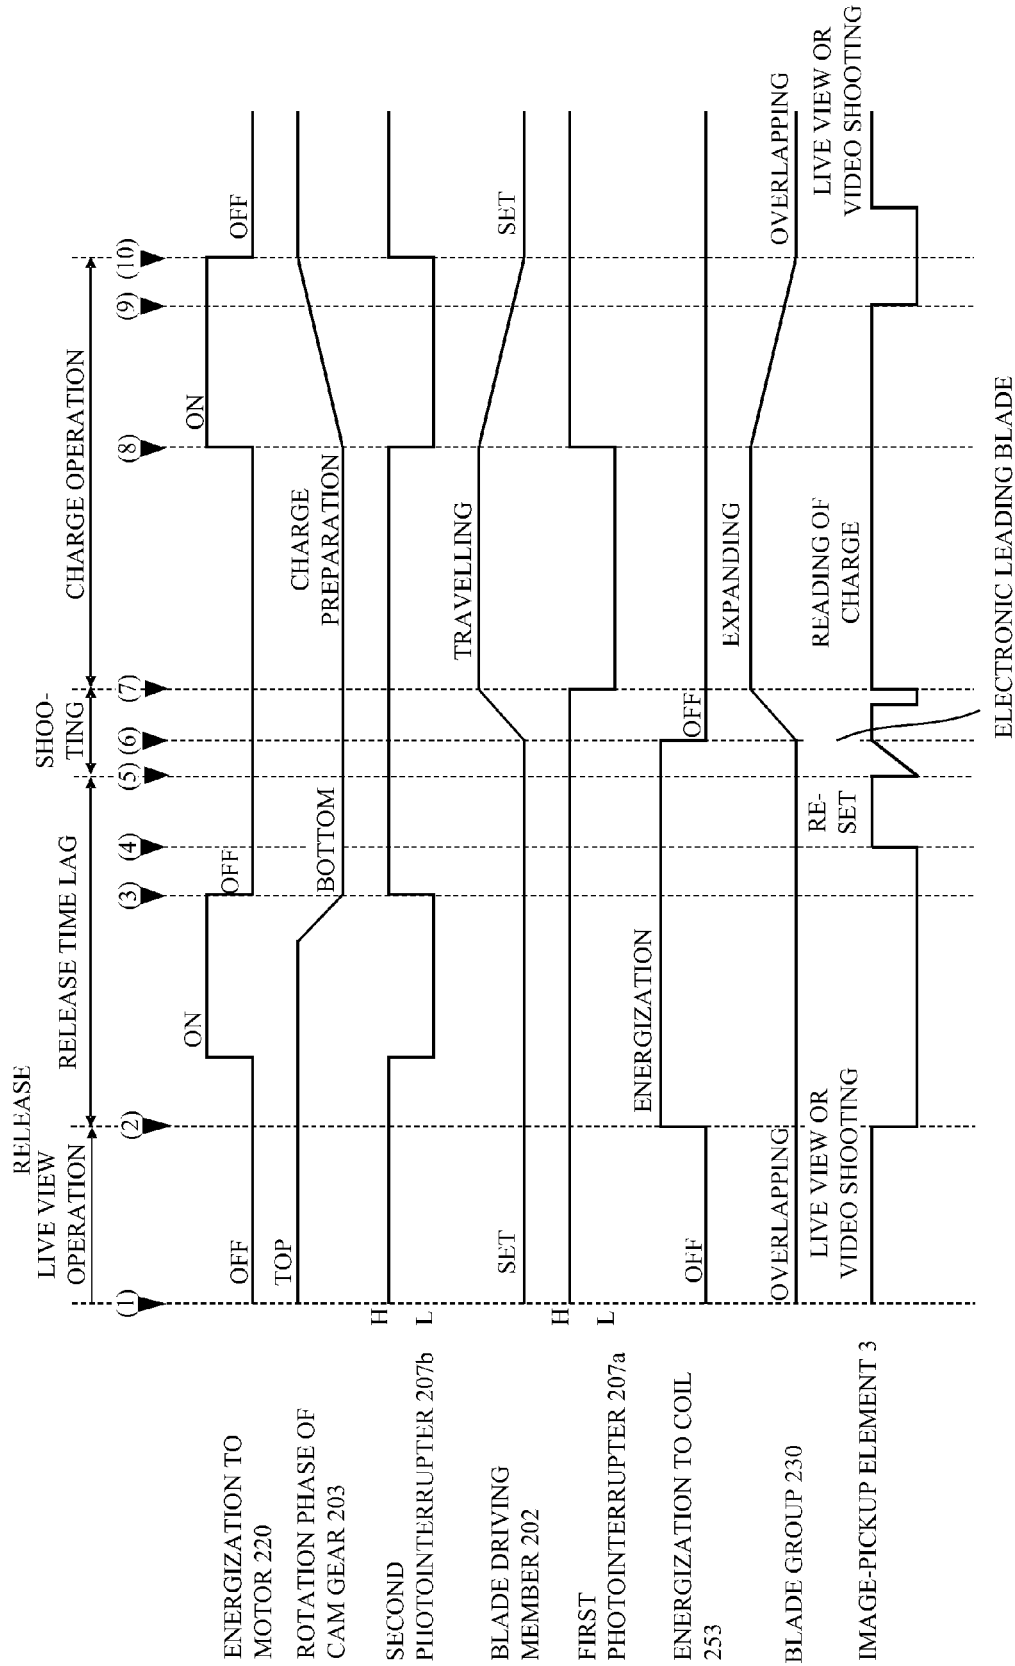 RELEASE
LIVE VIEW
OPERATION
RELEASE TIME LAG
SHOO-
TING
CHARGE OPERATION
(1)
(2)
(3)
(4)
(5)
(6)
(7)
(8)
(9)
(10)
ENERGIZATION TO
MOTOR 220
OFF
ON
OFF
ON
OFF
ROTATION PHASE OF
CAM GEAR 203
TOP
BOTTOM
CHARGE
PREPARATION
SECOND
PHOTOINTERRUPTER 207b
H
L
BLADE DRIVING
MEMBER 202
SET
TRAVELLING
SET
FIRST
PHOTOINTERRUPTER 207a
H
L
ENERGIZATION TO COIL
253
OFF
ENERGIZATION
OFF
BLADE GROUP 230
OVERLAPPING
EXPANDING
OVERLAPPING
IMAGE-PICKUP ELEMENT 3
LIVE VIEW OR
VIDEO SHOOTING
RE-
SET
READING OF
CHARGE
LIVE VIEW OR
VIDEO SHOOTING
ELECTRONIC LEADING BLADE